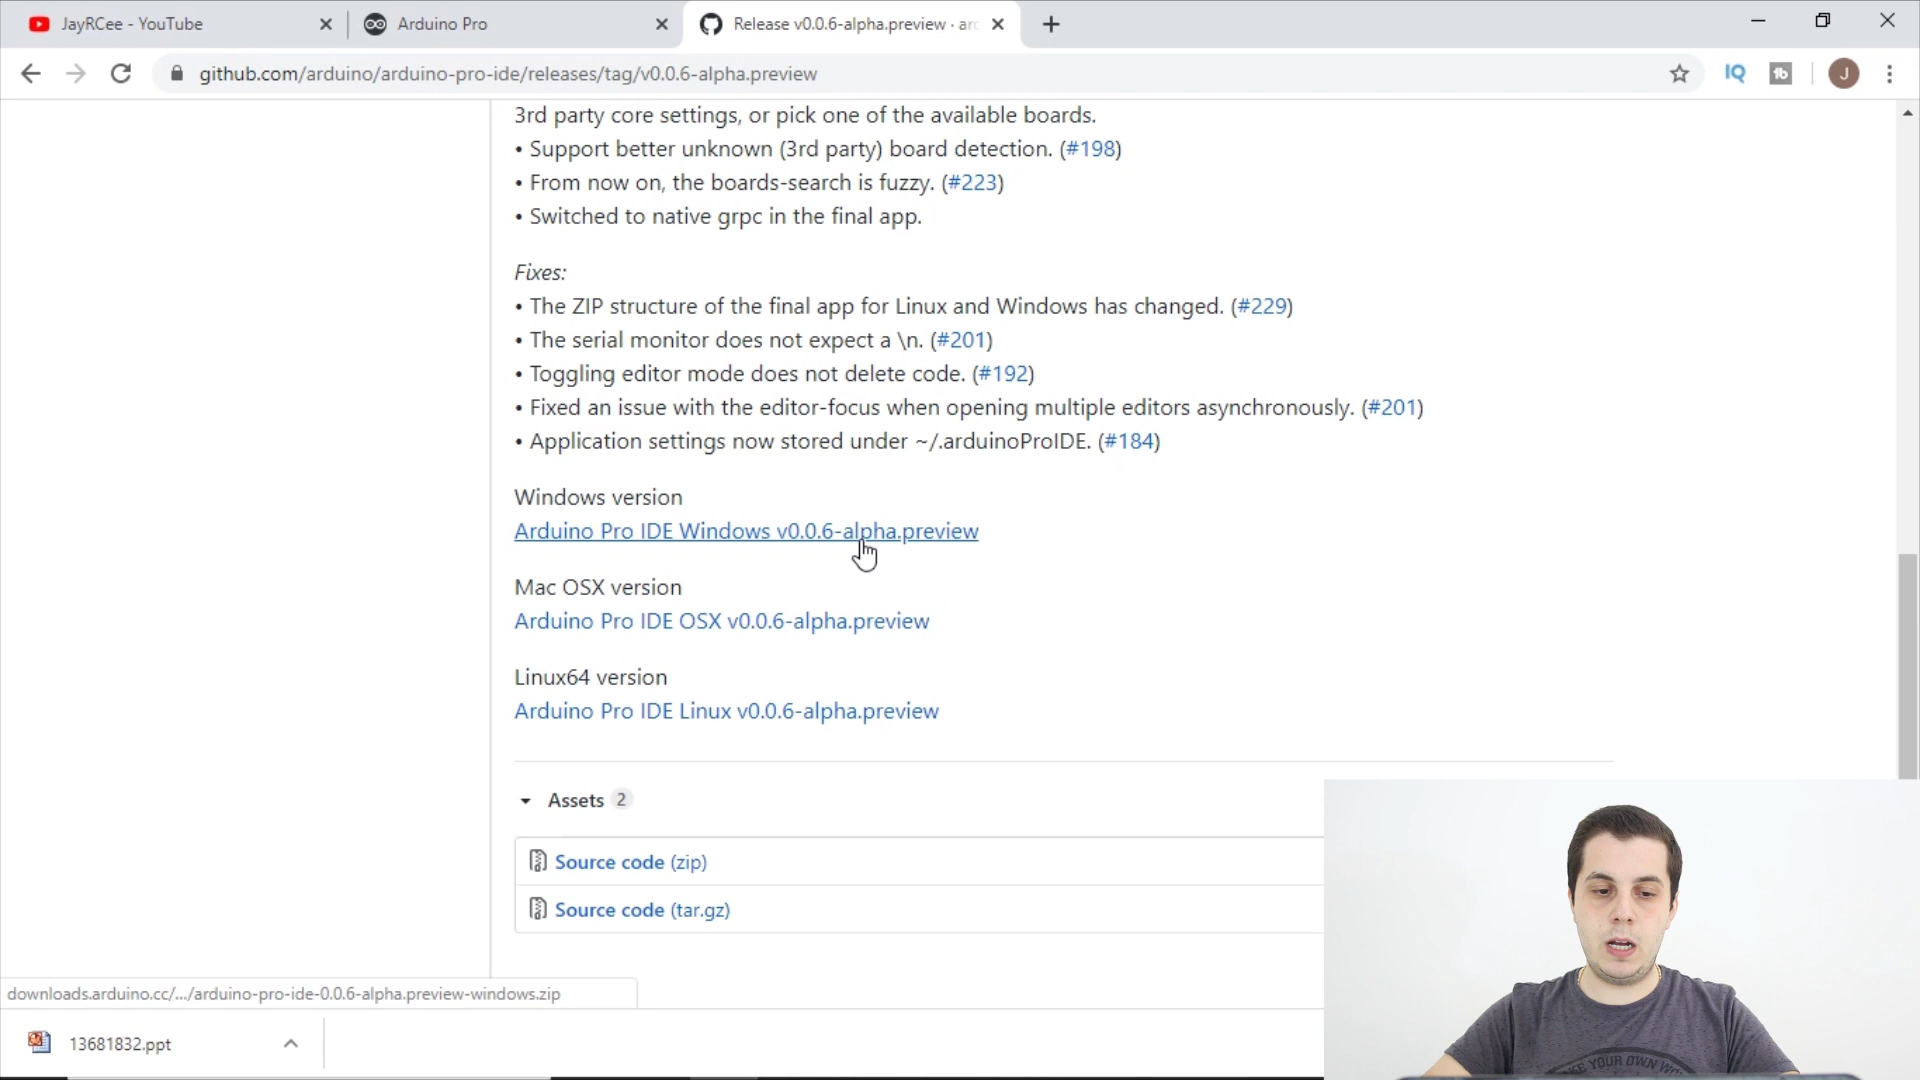 JayRCee - YouTube
Arduino Pro
Release v0.0.6-alpha.preview · arc
github.com/arduino/arduino-pro-ide/releases/tag/v0.0.6-alpha.preview
IQ
tb
J
3rd party core settings, or pick one of the available boards.
• Support better unknown (3rd party) board detection. (#198)
• From now on, the boards-search is fuzzy. (#223)
• Switched to native grpc in the final app.
Fixes:
• The ZIP structure of the final app for Linux and Windows has changed. (#229)
• The serial monitor does not expect a \n. (#201)
• Toggling editor mode does not delete code. (#192)
• Fixed an issue with the editor-focus when opening multiple editors asynchronously. (#201)
• Application settings now stored under ~/.arduinoProIDE. (#184)
Windows version
Arduino Pro IDE Windows v0.0.6-alpha.preview
Mac OSX version
Arduino Pro IDE OSX v0.0.6-alpha.preview
Linux64 version
Arduino Pro IDE Linux v0.0.6-alpha.preview
Assets 2
Source code (zip)
Source code (tar.gz)
downloads.arduino.cc/.../arduino-pro-ide-0.0.6-alpha.preview-windows.zip
13681832.ppt
YOUR OWN